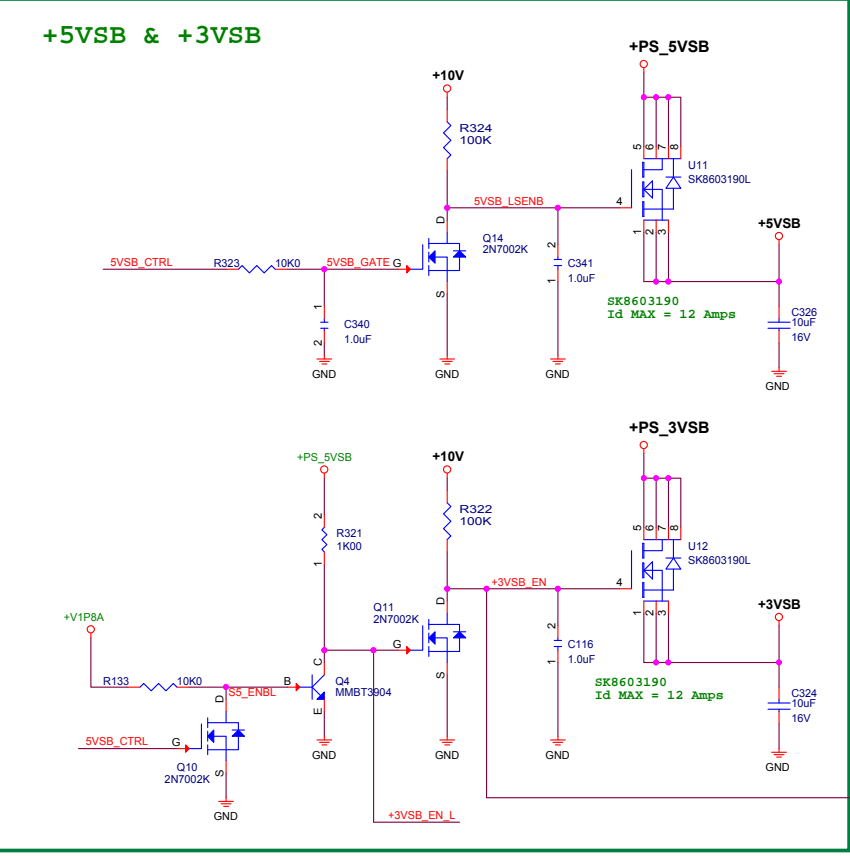 +5VSB & +3VSB
+PS_5VSB
+10V
R324
100K
5 6 7 8
U11
SK8603190L
5VSB_LSENB
4
1 2 3
+5VSB
D
Q14
2N7002K
5VSB_CTRL
R323
10K0
5VSB_GATE
G
S
2
C341
1
1.0uF
SK8603190
Id MAX = 12 Amps
C326
10uF
16V
1
C340
2
1.0uF
GND
GND
GND
GND
+PS_3VSB
+PS_5VSB
+10V
2
R321
1K00
1
R322
100K
5 6 7 8
U12
SK8603190L
+3VSB_EN
4
1 2 3
+3VSB
+V1P8A
Q11
2N7002K
D
G
S
2
C116
1
1.0uF
C
R133
10K0
S5_ENBL
B
Q4
MMBT3904
E
SK8603190
Id MAX = 12 Amps
C324
10uF
16V
D
5VSB_CTRL
G
S
Q10
2N7002K
GND
GND
GND
GND
GND
+3VSB_EN_L